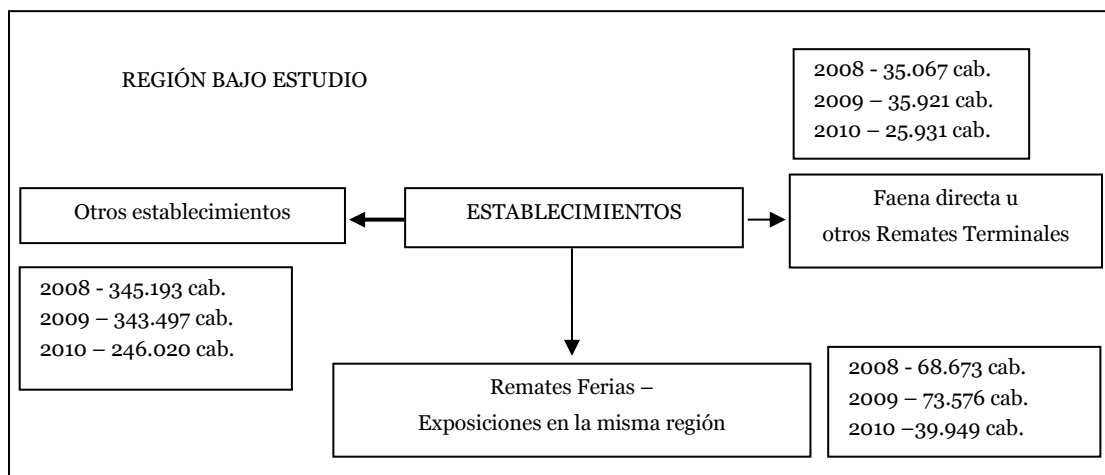 REGIÓN BAJO ESTUDIO
2008 - 35.067 cab.
2009 – 35.921 cab.
2010 – 25.931 cab.
Otros establecimientos
ESTABLECIMIENTOS
Faena directa u
otros Remates Terminales
2008 - 345.193 cab.
2009 – 343.497 cab.
2010 – 246.020 cab.
Remates Ferias –
Exposiciones en la misma región
2008 - 68.673 cab.
2009 – 73.576 cab.
2010 –39.949 cab.